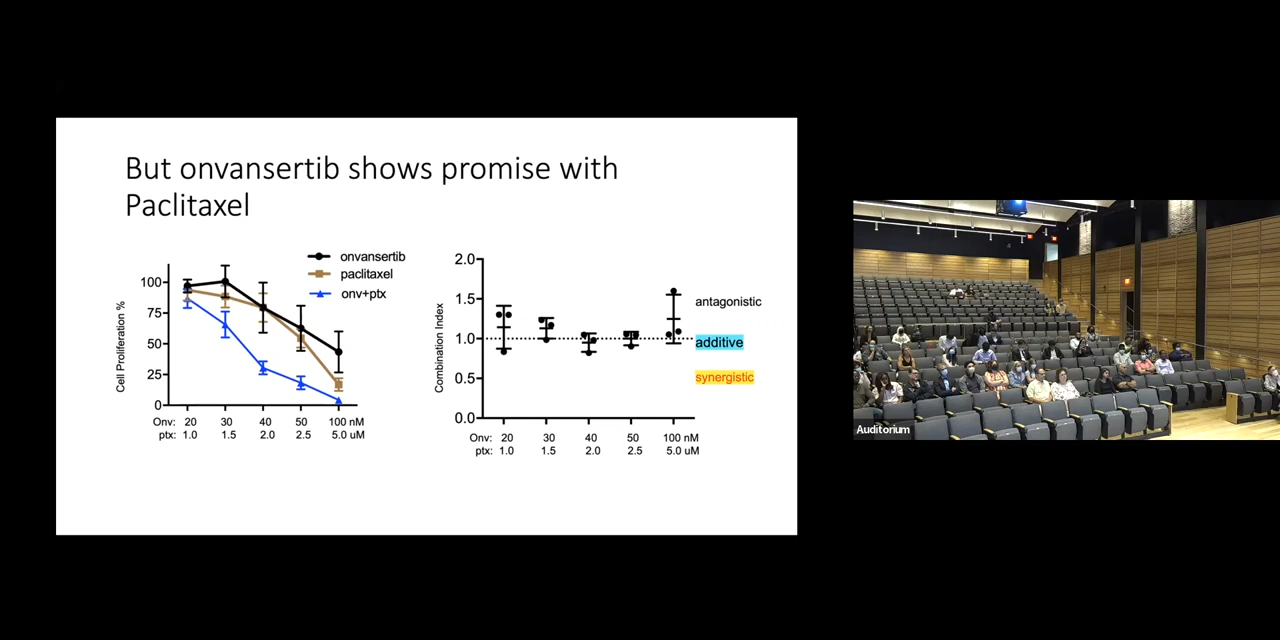 But onvansertib shows promise with
Paclitaxel
onvansertib
paclitaxel
onv+ptx
Cell Proliferation %
100
75
50
25
0
Onv: 20 30 40 50 100 nM
ptx: 1.0 1.5 2.0 2.5 5.0 uM
Combination Index
2.0
1.5
1.0
0.5
0.0
antagonistic
additive
synergistic
Onv: 20 30 40 50 100 nM
ptx: 1.0 1.5 2.0 2.5 5.0 uM
Auditorium